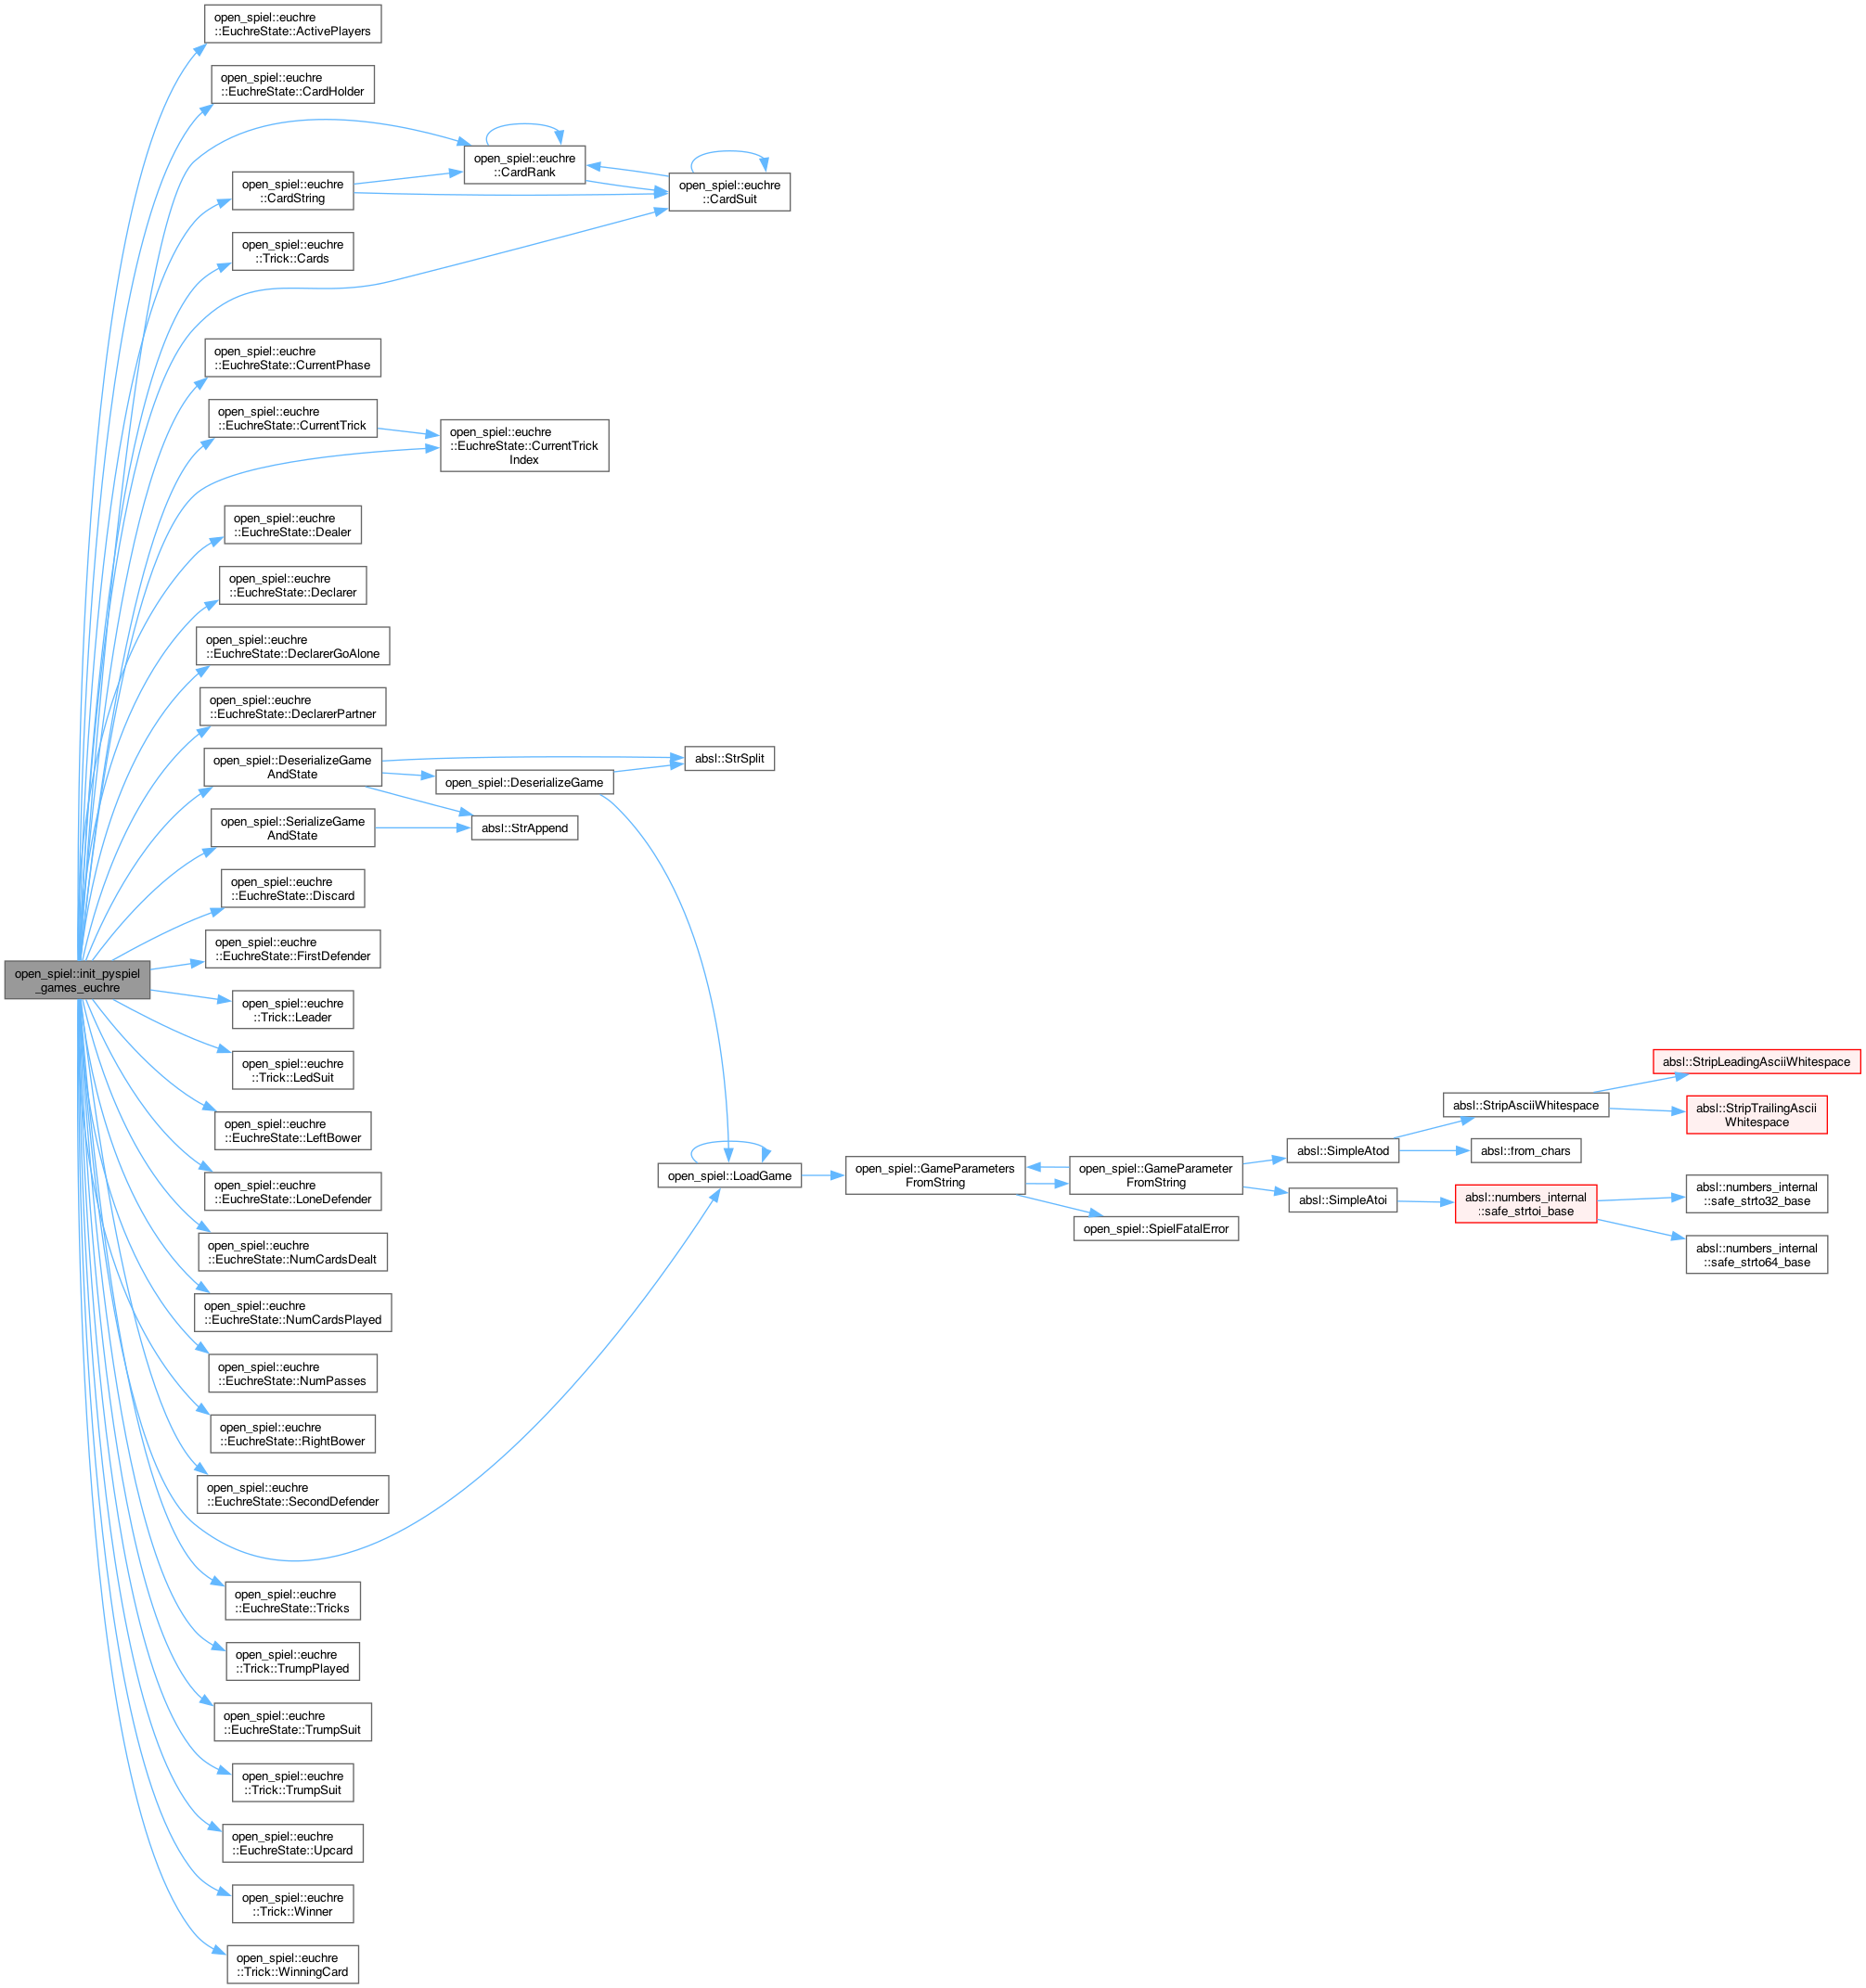 open_spiel::euchre
::EuchreState::ActivePlayers
open_spiel::euchre
::EuchreState::CardHolder
open_spiel::euchre
::CardRank
open_spiel::euchre
::CardSuit
open_spiel::euchre
::CardString
open_spiel::euchre
::Trick::Cards
open_spiel::euchre
::EuchreState::CurrentPhase
open_spiel::euchre
::EuchreState::CurrentTrick
open_spiel::euchre
::EuchreState::CurrentTrick
Index
open_spiel::euchre
::EuchreState::Dealer
open_spiel::euchre
::EuchreState::Declarer
open_spiel::euchre
::EuchreState::DeclarerGoAlone
open_spiel::euchre
::EuchreState::DeclarerPartner
open_spiel::DeserializeGame
AndState
absl::StrSplit
open_spiel::DeserializeGame
open_spiel::SerializeGame
AndState
absl::StrAppend
open_spiel::euchre
::EuchreState::Discard
open_spiel::euchre
::EuchreState::FirstDefender
open_spiel::init_pyspiel
_games_euchre
open_spiel::euchre
::Trick::Leader
open_spiel::euchre
::Trick::LedSuit
open_spiel::euchre
::EuchreState::LeftBower
open_spiel::euchre
::EuchreState::LoneDefender
open_spiel::LoadGame
open_spiel::GameParameters
FromString
open_spiel::GameParameter
FromString
open_spiel::SpielFatalError
absl::SimpleAtod
absl::SimpleAtoi
absl::StripAsciiWhitespace
absl::from_chars
absl::numbers_internal
::safe_strtoi_base
absl::StripLeadingAsciiWhitespace
absl::StripTrailingAscii
Whitespace
absl::numbers_internal
::safe_strto32_base
absl::numbers_internal
::safe_strto64_base
open_spiel::euchre
::EuchreState::NumCardsDealt
open_spiel::euchre
::EuchreState::NumCardsPlayed
open_spiel::euchre
::EuchreState::NumPasses
open_spiel::euchre
::EuchreState::RightBower
open_spiel::euchre
::EuchreState::SecondDefender
open_spiel::euchre
::EuchreState::Tricks
open_spiel::euchre
::Trick::TrumpPlayed
open_spiel::euchre
::EuchreState::TrumpSuit
open_spiel::euchre
::Trick::TrumpSuit
open_spiel::euchre
::EuchreState::Upcard
open_spiel::euchre
::Trick::Winner
open_spiel::euchre
::Trick::WinningCard